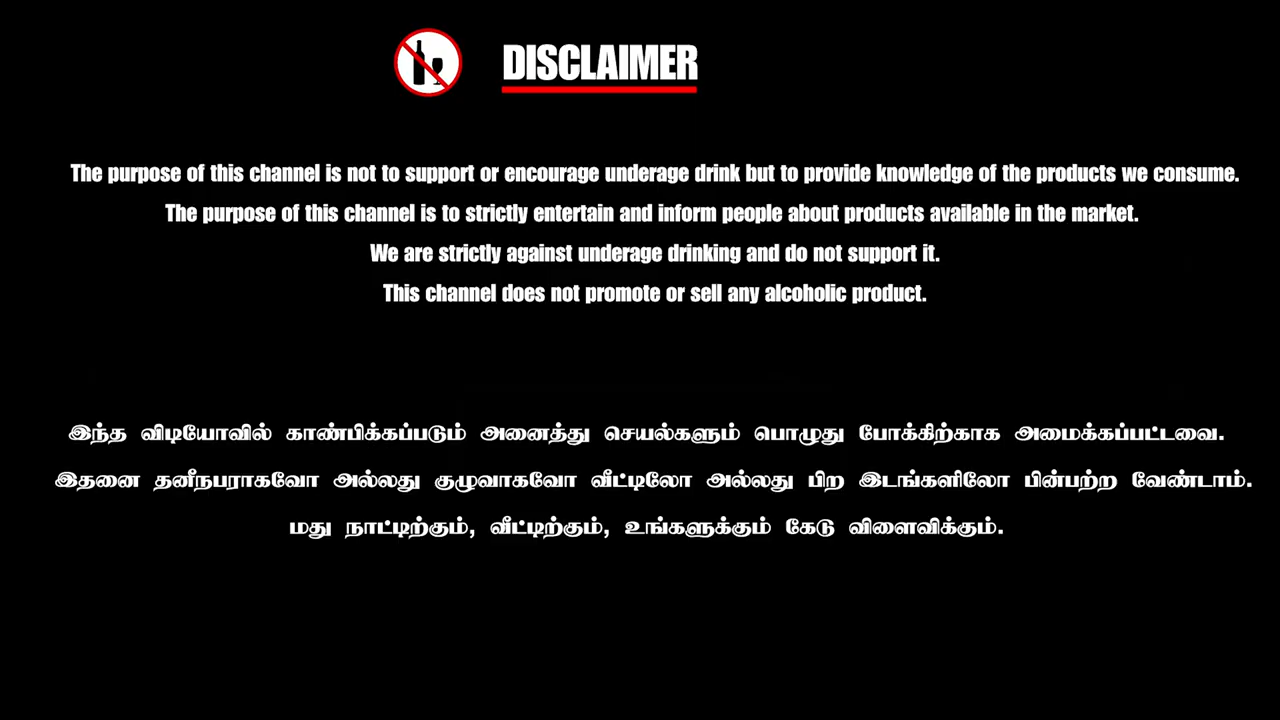 DISCLAIMER
The purpose of this channel is not to support or encourage underage drink but to provide knowledge of the products we consume.
The purpose of this channel is to strictly entertain and inform people about products available in the market.
We are strictly against underage drinking and do not support it.
This channel does not promote or sell any alcoholic product.
இந்த விடியோவில் காண்பிக்கப்படும் அனைத்து செயல்களும் பொழுது போக்கிற்காக அமைக்கப்பட்டவை.
இதனை தனீநபராகவோ அல்லது குழுவாகவோ வீட்டிலோ அல்லது பிற இடங்களிலோ பின்பற்ற வேண்டாம்.
மது நாட்டிற்கும், வீட்டிற்கும், உங்களுக்கும் கேடு விளைவிக்கும்.